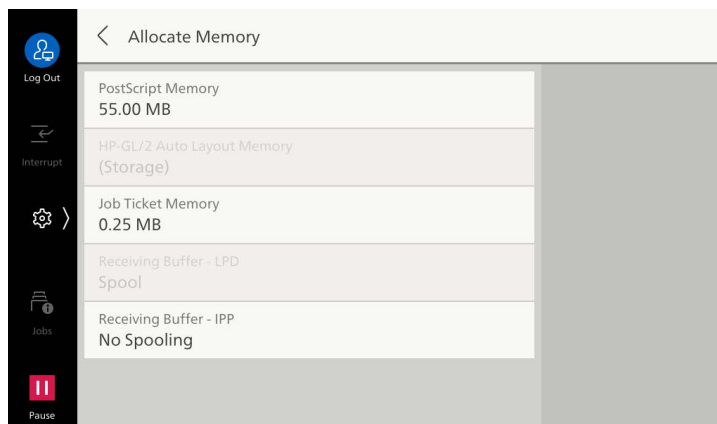 Allocate Memory
Log Out
Interrupt
Jobs
Pause
PostScript Memory
55.00 MB
HP-GL/2 Auto Layout Memory
(Storage)
Job Ticket Memory
0.25 MB
Receiving Buffer - LPD
Spool
Receiving Buffer - IPP
No Spooling